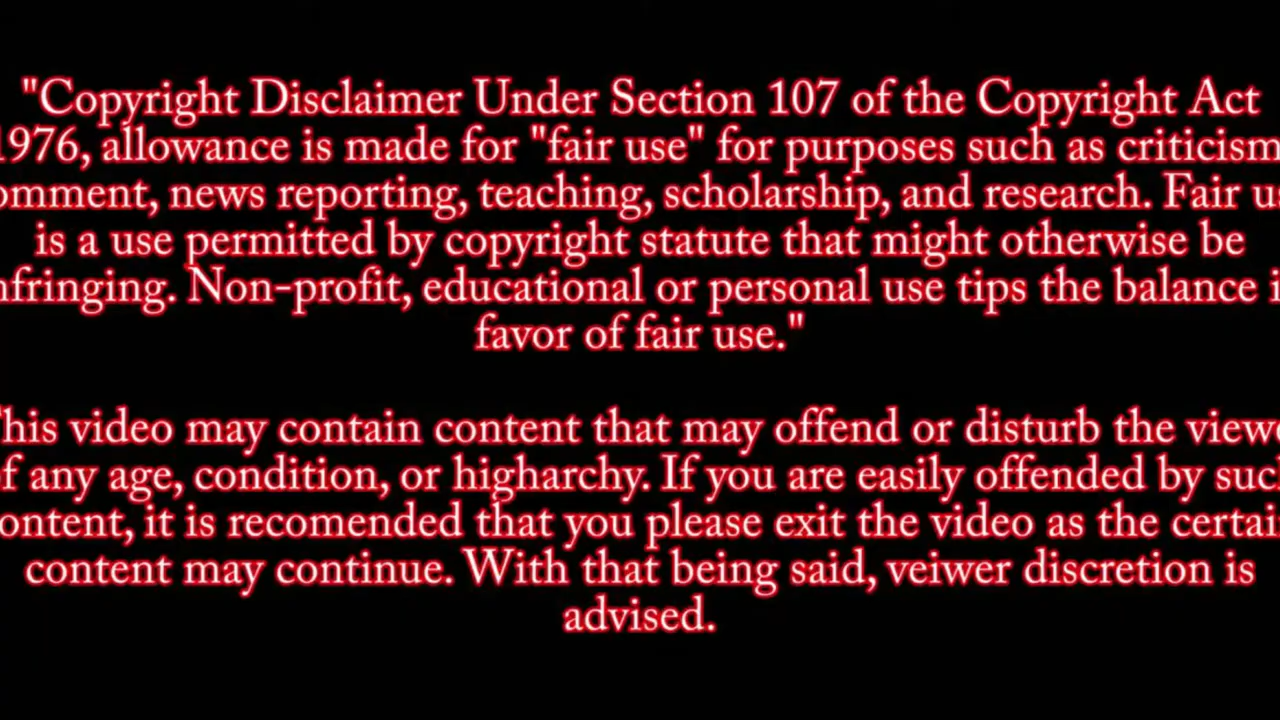 "Copyright Disclaimer Under Section 107 of the Copyright Act
1976, allowance is made for "fair use" for purposes such as criticism
omment, news reporting, teaching, scholarship, and research. Fair us
is a use permitted by copyright statute that might otherwise be
nfringing. Non-profit, educational or personal use tips the balance i
favor of fair use."
This video may contain content that may offend or disturb the viewe
of any age, condition, or higharchy. If you are easily offended by such
ontent, it is recomended that you please exit the video as the certai
content may continue. With that being said, veiwer discretion is
advised.